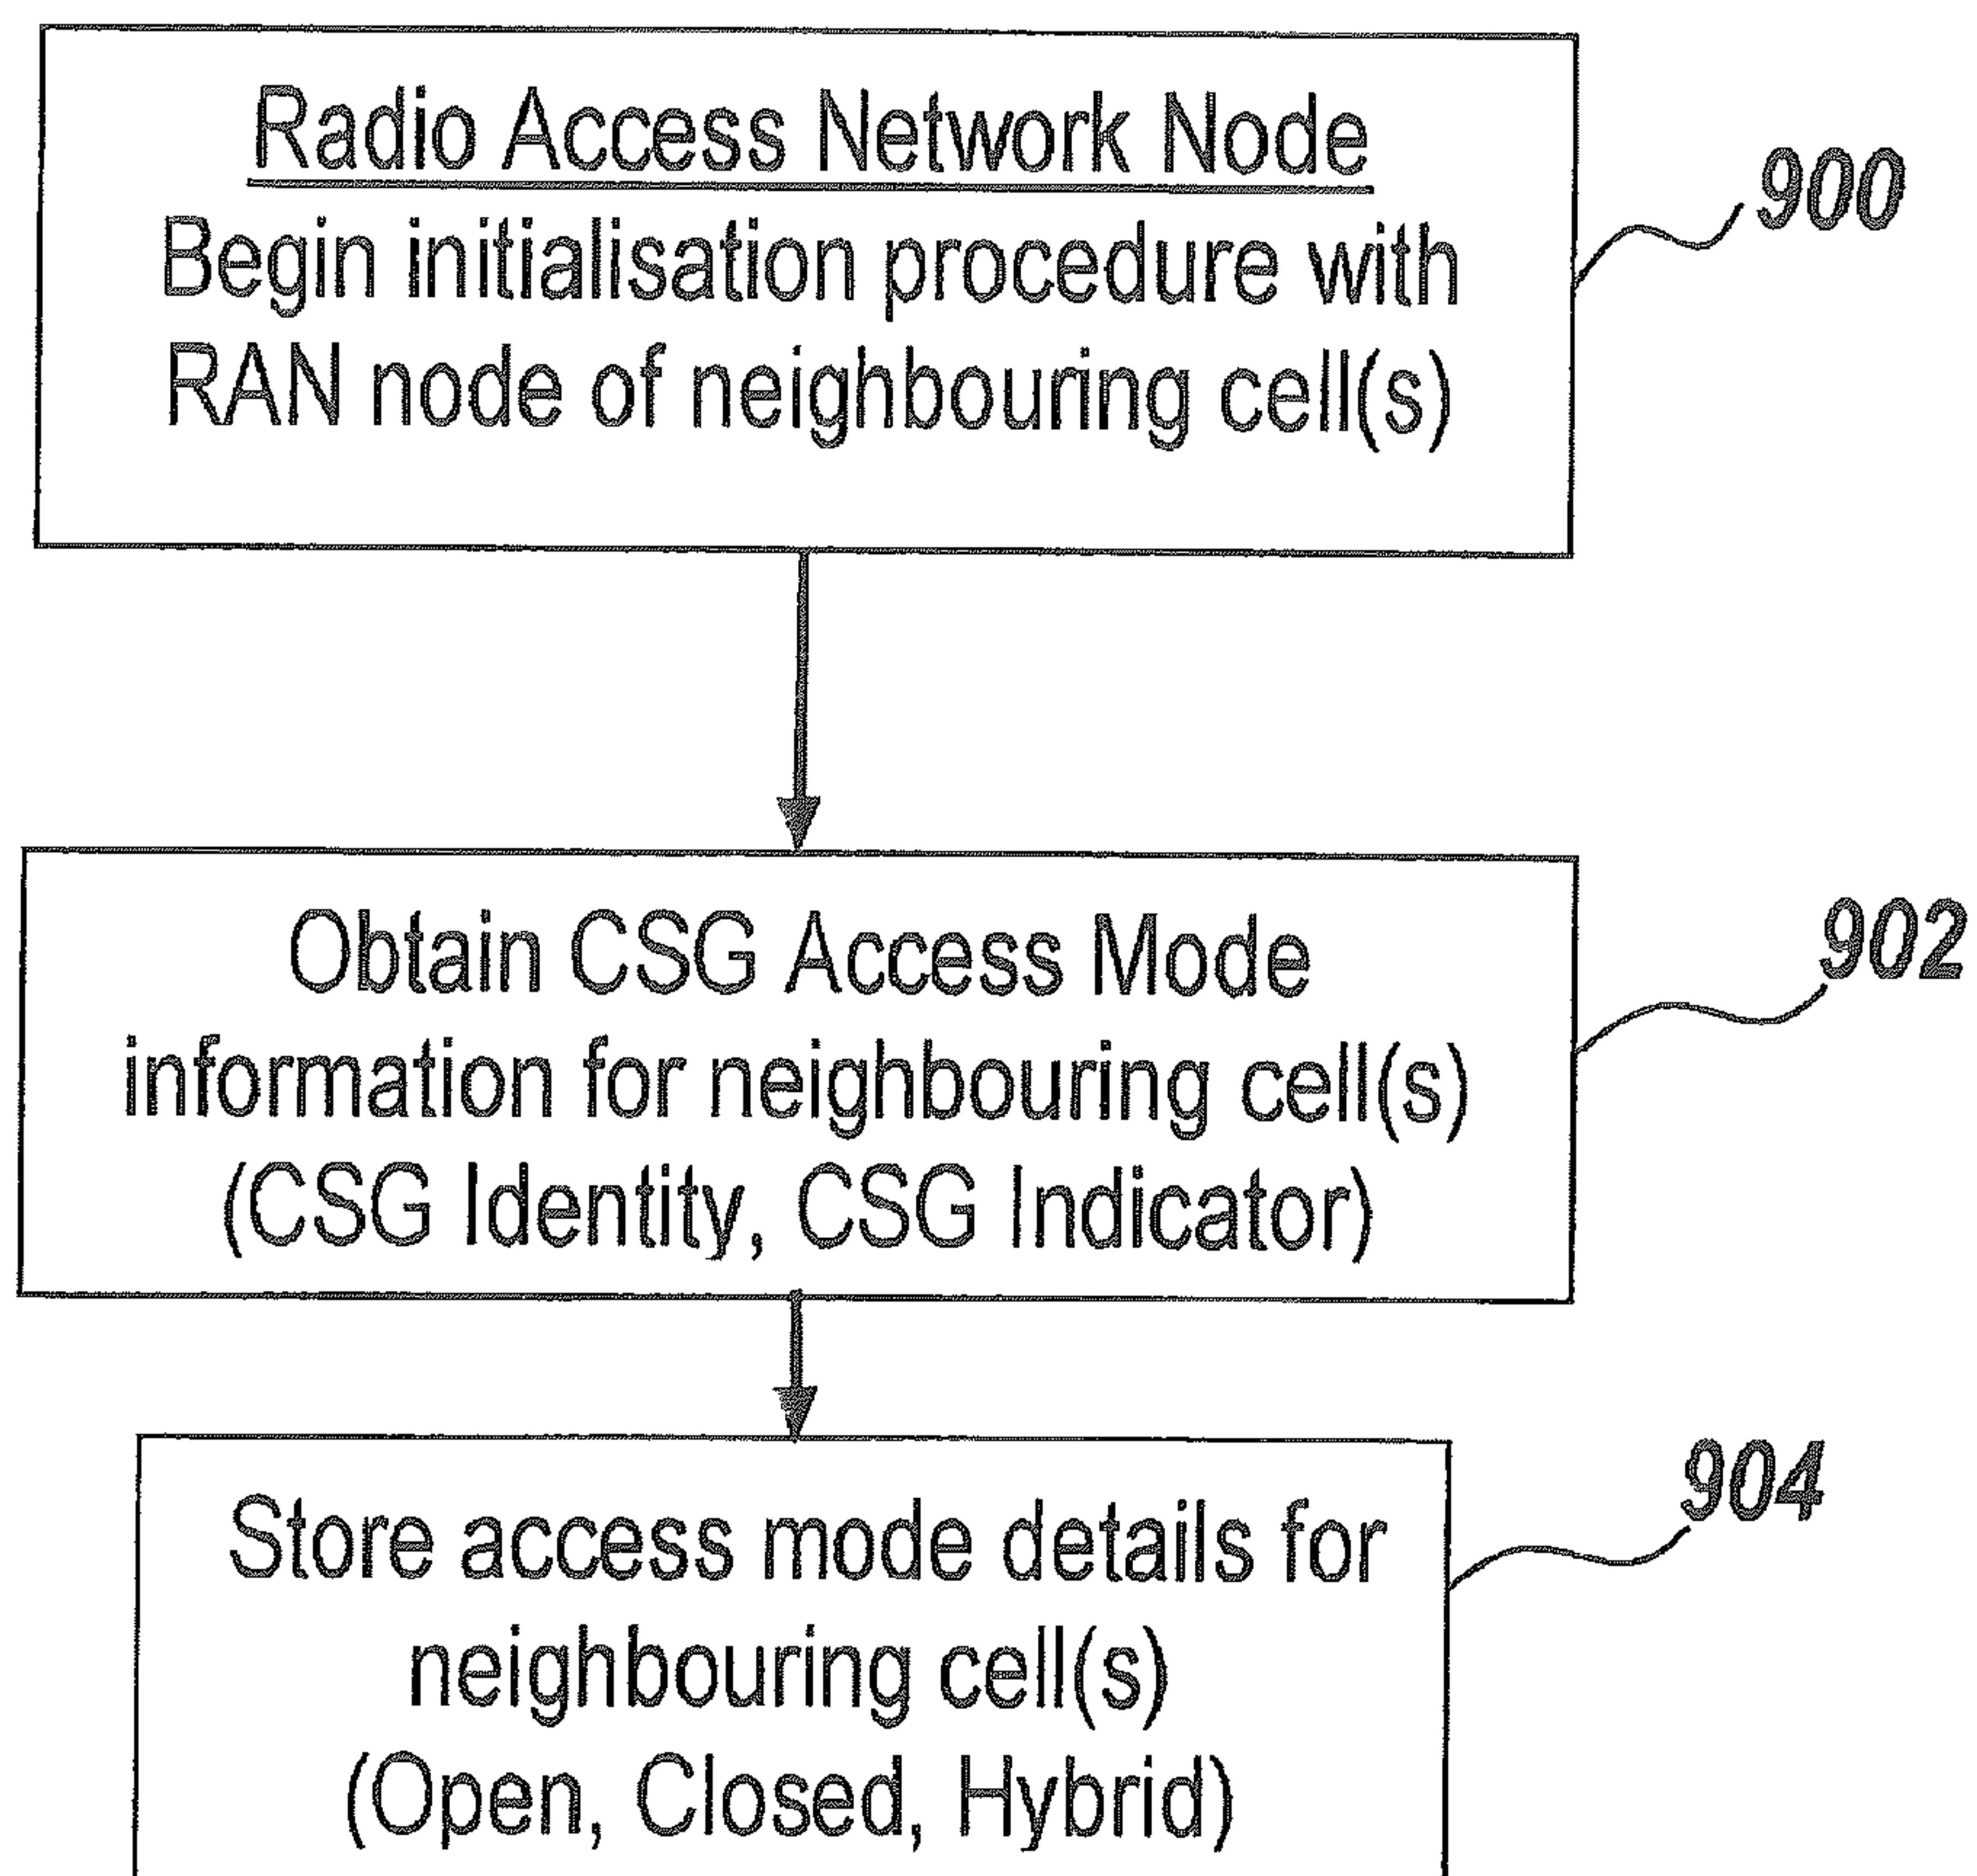 Radio Access Network Node
Begin initialisation procedure with
RAN node of neighbouring cell(s)
900
Obtain CSG Access Mode
information for neighbouring cell(s)
(CSG Identity, CSG Indicator)
902
Store access mode details for
neighbouring cell(s)
(Open, Closed, Hybrid)
904